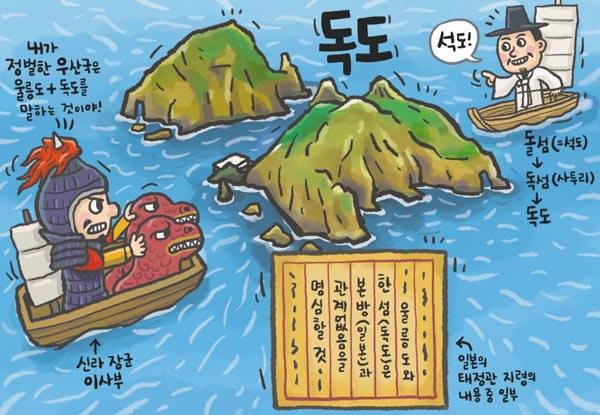 독도
내가
정벌한 우산국은
울릉도+독도를
말하는 것이야!
석도!
돌섬(=석도)
↓
독섬(사투리)
↓
독도
신라 장군
이사부
울릉도와
한 섬(독도)은
본방(일본)과
관계없음을
명심할 것.
일본의
태정관 지령의
내용 중 일부